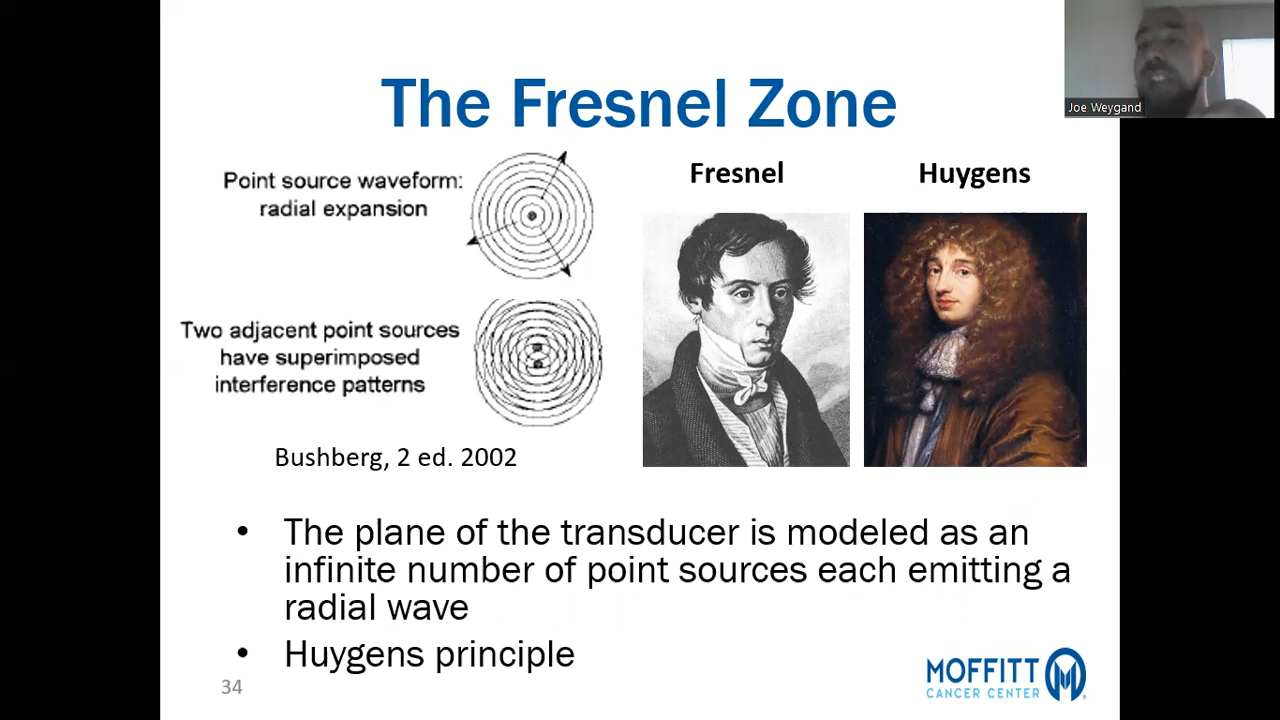 Joe Weygand
The Fresnel Zone
Point source waveform:
radial expansion
Two adjacent point sources
have superimposed
interference patterns
Bushberg, 2 ed. 2002
Fresnel
Huygens
• The plane of the transducer is modeled as an
infinite number of point sources each emitting a
radial wave
• Huygens principle
34
MOFFITT
CANCER CENTER